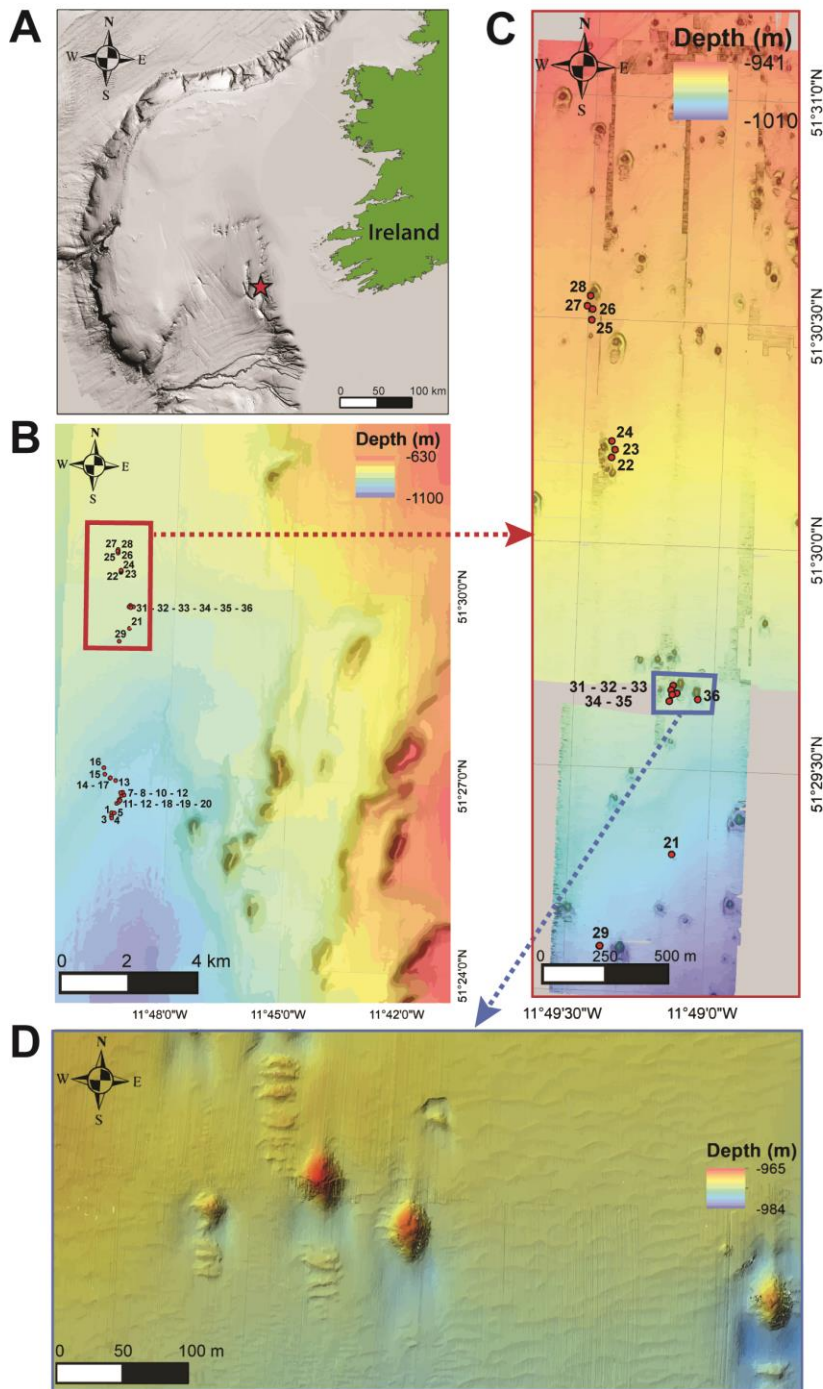 A
N
W
E
S
Ireland
0 50 100 km
B
N
W
E
S
Depth (m)
-630
-1100
27 28
25 26
24
22 23
31 - 32 - 33 - 34 - 35 - 36
21
29
16
15
14 - 17
13
7 - 8 - 10 - 12
11 - 12 - 18 - 19 - 20
1
5
3
4
0 2 4 km
51°30'0"N
51°27'0"N
51°24'0"N
11°48'0"W
11°45'0"W
11°42'0"W
C
N
W
E
S
Depth (m)
-941
-1010
28
27
26
25
24
23
22
31 - 32 - 33
34 - 35
36
21
29
0 250 500 m
51°31'0"N
51°30'30"N
51°30'0"N
51°29'30"N
11°49'30"W
11°49'0"W
D
N
W
E
S
Depth (m)
-965
-984
0 50 100 m